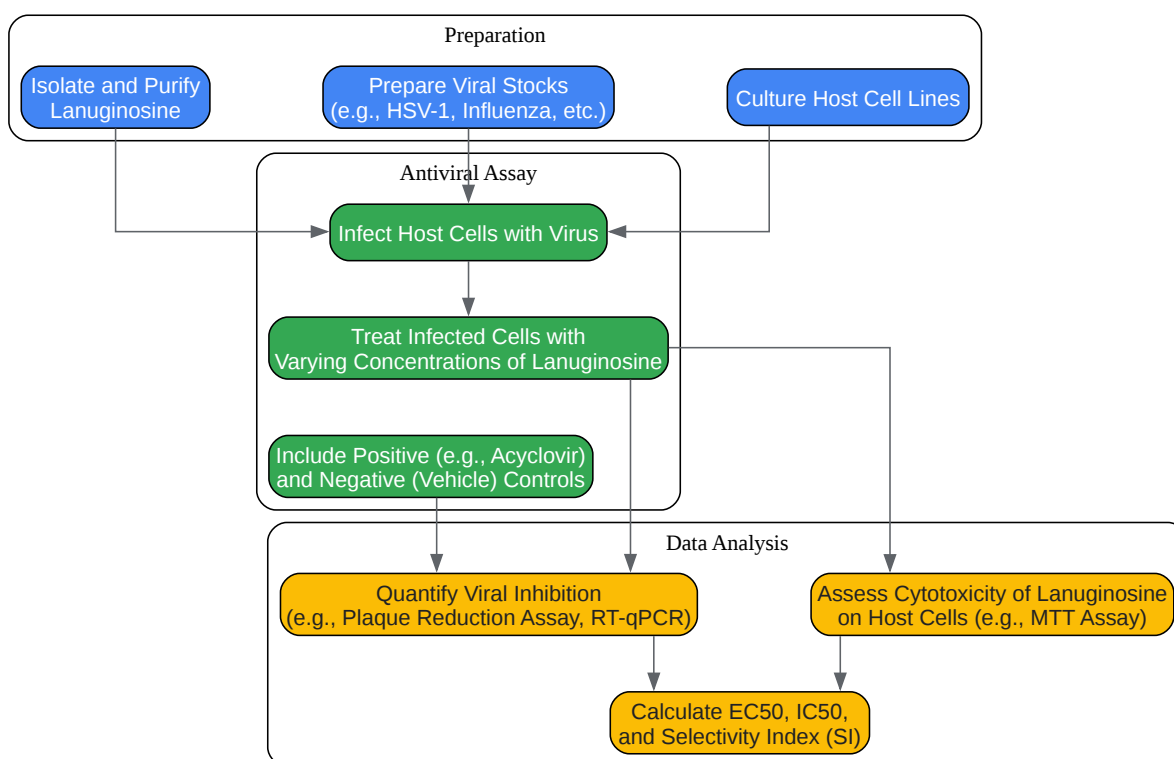 Preparation
Isolate and Purify
Lanuginosine
Prepare Viral Stocks
(e.g., HSV-1, Influenza, etc.)
Culture Host Cell Lines
Antiviral Assay
Infect Host Cells with Virus
Treat Infected Cells with
Varying Concentrations of Lanuginosine
Include Positive (e.g., Acyclovir)
and Negative (Vehicle) Controls
Data Analysis
Quantify Viral Inhibition
(e.g., Plaque Reduction Assay, RT-qPCR)
Assess Cytotoxicity of Lanuginosine
on Host Cells (e.g., MTT Assay)
Calculate EC50, IC50,
and Selectivity Index (SI)